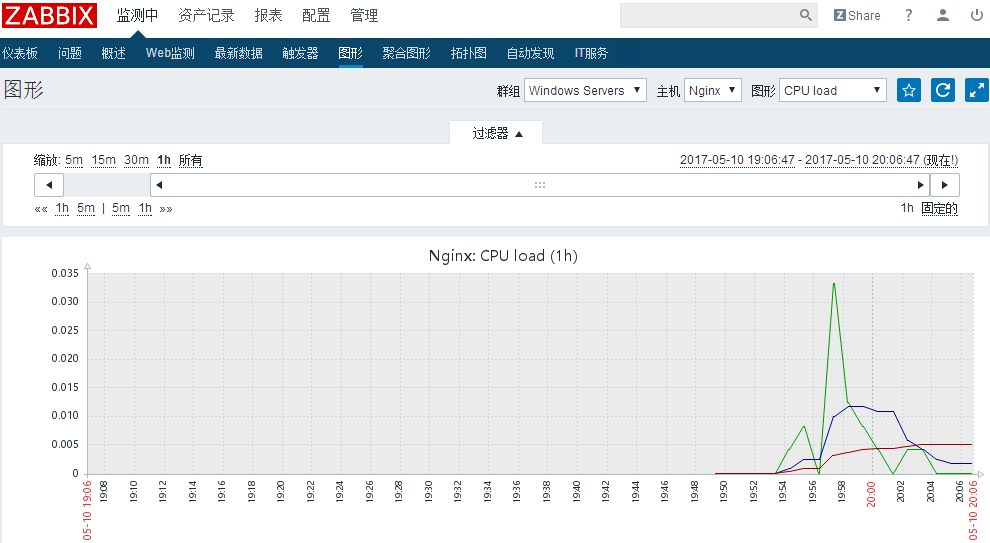 ZABBIX 监测中 资产记录 报表 配置 管理 Z Share ?
仪表板 问题 概述 Web监测 最新数据 触发器 图形 聚合图形 拓扑图 自动发现 IT服务
图形 群组 Windows Servers 主机 Nginx 图形 CPU load
过滤器
缩放: 5m 15m 30m 1h 所有 2017-05-10 19:06:47 - 2017-05-10 20:06:47 (现在!)
«« 1h 5m | 5m 1h »» 1h 固定的
Nginx: CPU load (1h)
0.035
0.030
0.025
0.020
0.015
0.010
0.005
0
05-10 19:06 19:08 19:10 19:12 19:14 19:16 19:18 19:20 19:22 19:24 19:26 19:28 19:30 19:32 19:34 19:36 19:38 19:40 19:42 19:44 19:46 19:48 19:50 19:52 19:54 19:56 19:58 20:00 20:02 20:04 20:06 05-10 20:06